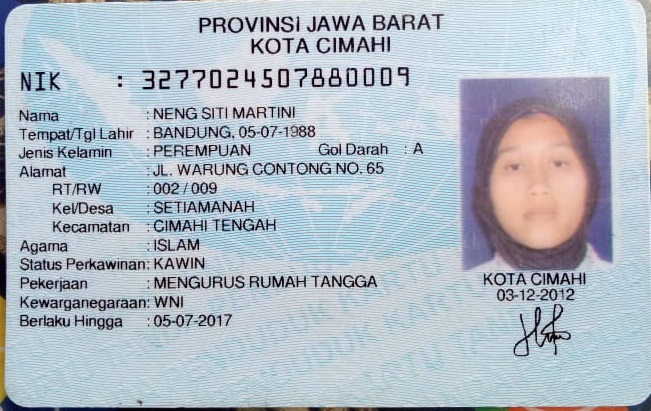 PROVINSI JAWA BARAT
KOTA CIMAHI
NIK : 3277024507880009
Nama : NENG SITI MARTINI
Tempat/Tgl Lahir : BANDUNG, 05-07-1988
Jenis Kelamin : PEREMPUAN Gol Darah : A
Alamat : JL. WARUNG CONTONG NO. 65
RT/RW : 002 / 009
Kel/Desa : SETIAMANAH
Kecamatan : CIMAHI TENGAH
Agama : ISLAM
Status Perkawinan: KAWIN
Pekerjaan : MENGURUS RUMAH TANGGA
Kewarganegaraan: WNI
Berlaku Hingga : 05-07-2017
KOTA CIMAHI
03-12-2012